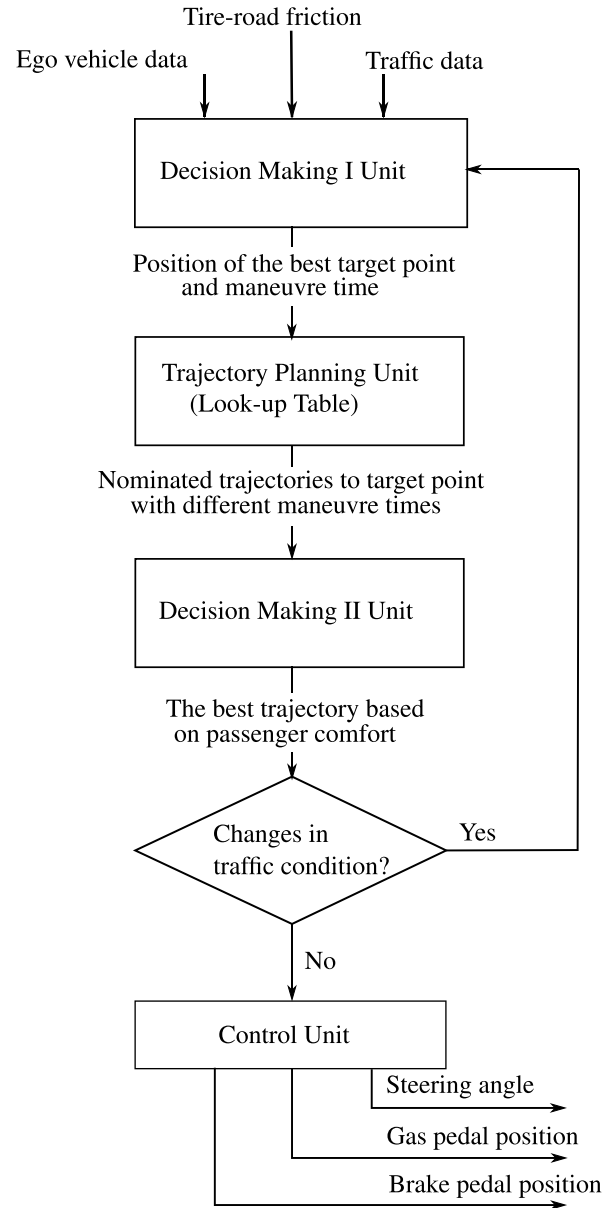 Tire-road friction
Ego vehicle data
Traffic data
Decision Making I Unit
Position of the best target point
and maneuvre time
Trajectory Planning Unit
(Look-up Table)
Nominated trajectories to target point
with different maneuvre times
Decision Making II Unit
The best trajectory based
on passenger comfort
Changes in
traffic condition?
Yes
No
Control Unit
Steering angle
Gas pedal position
Brake pedal position